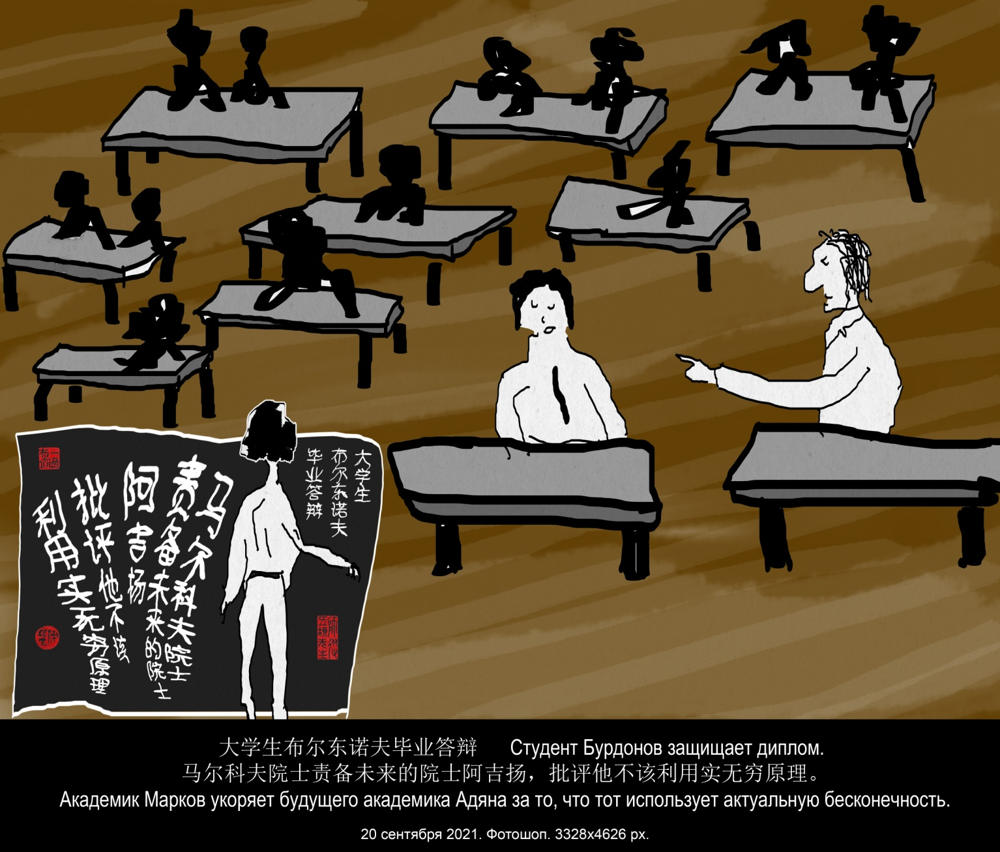 大学生
布尔东诺夫
毕业答辩
马尔科夫院士
责备未来的院士
阿吉扬
批评他不该
利用实无穷原理
大学生布尔东诺夫毕业答辩 Студент Бурдонов защищает диплом.
马尔科夫院士责备未来的院士阿吉扬，批评他不该利用实无穷原理。
Академик Марков укоряет будущего академика Адяна за то, что тот использует актуальную бесконечность.
20 сентября 2021. Фотошоп. 3328x4626 px.